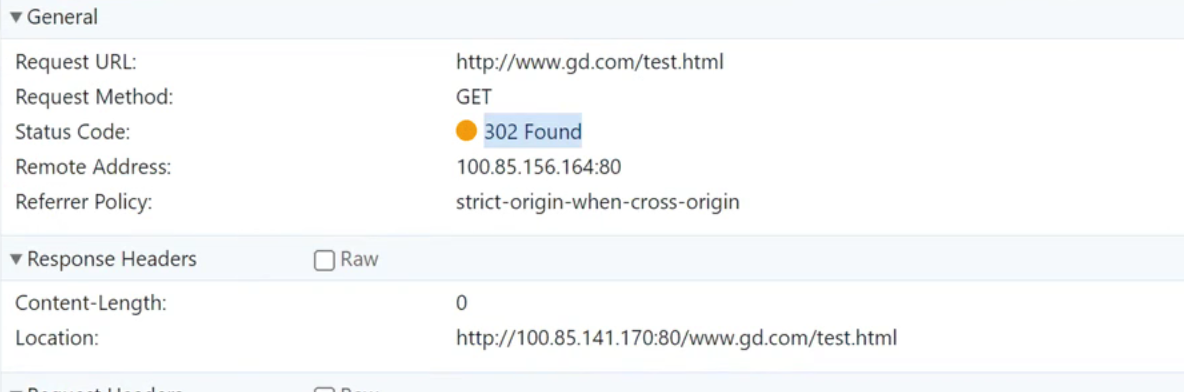 General
Request URL: http://www.gd.com/test.html
Request Method: GET
Status Code: 302 Found
Remote Address: 100.85.156.164:80
Referrer Policy: strict-origin-when-cross-origin
Response Headers Raw
Content-Length: 0
Location: http://100.85.141.170:80/www.gd.com/test.html